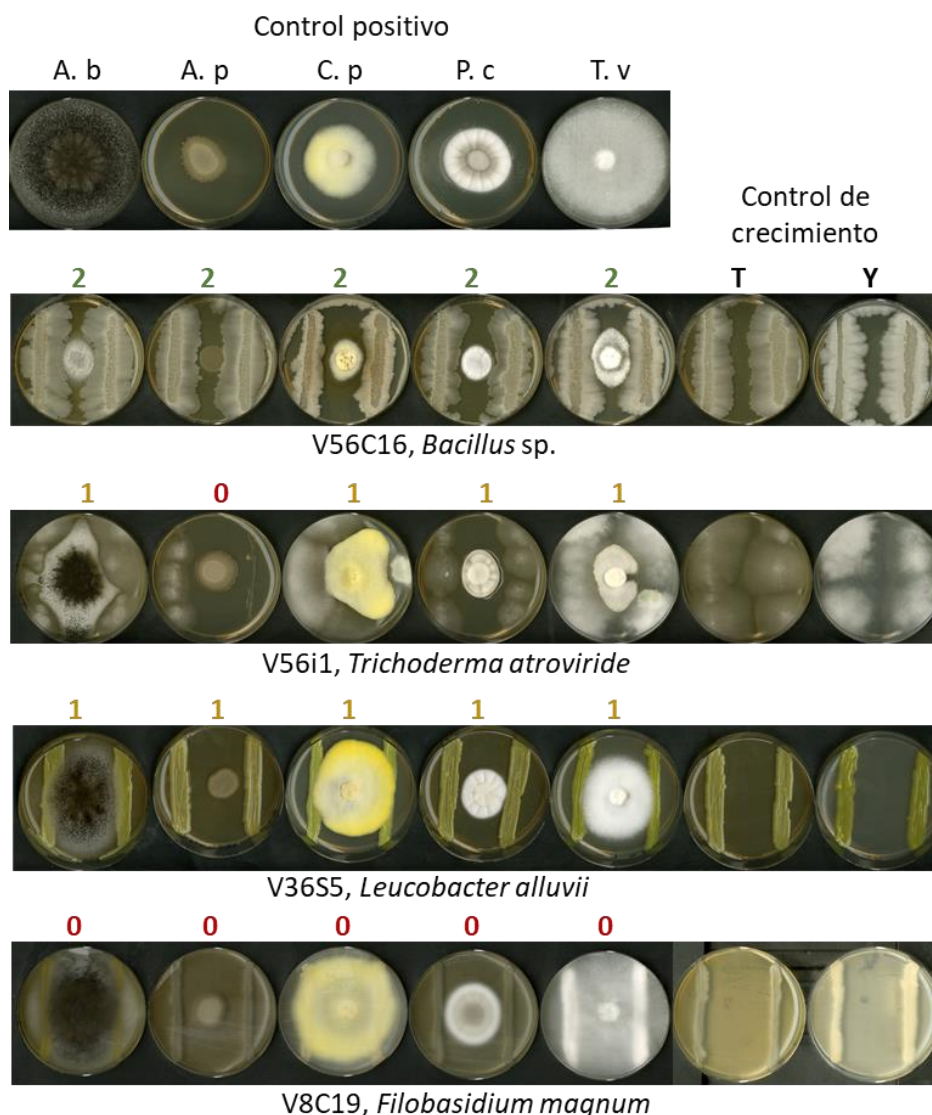 Control positivo
A. b A. p C. p P. c T. v
Control de
crecimiento
2 2 2 2 2 T Y
V56C16, Bacillus sp.
1 0 1 1 1
V56i1, Trichoderma atroviride
1 1 1 1 1
V36S5, Leucobacter alluvii
0 0 0 0 0
V8C19, Filobasidium magnum